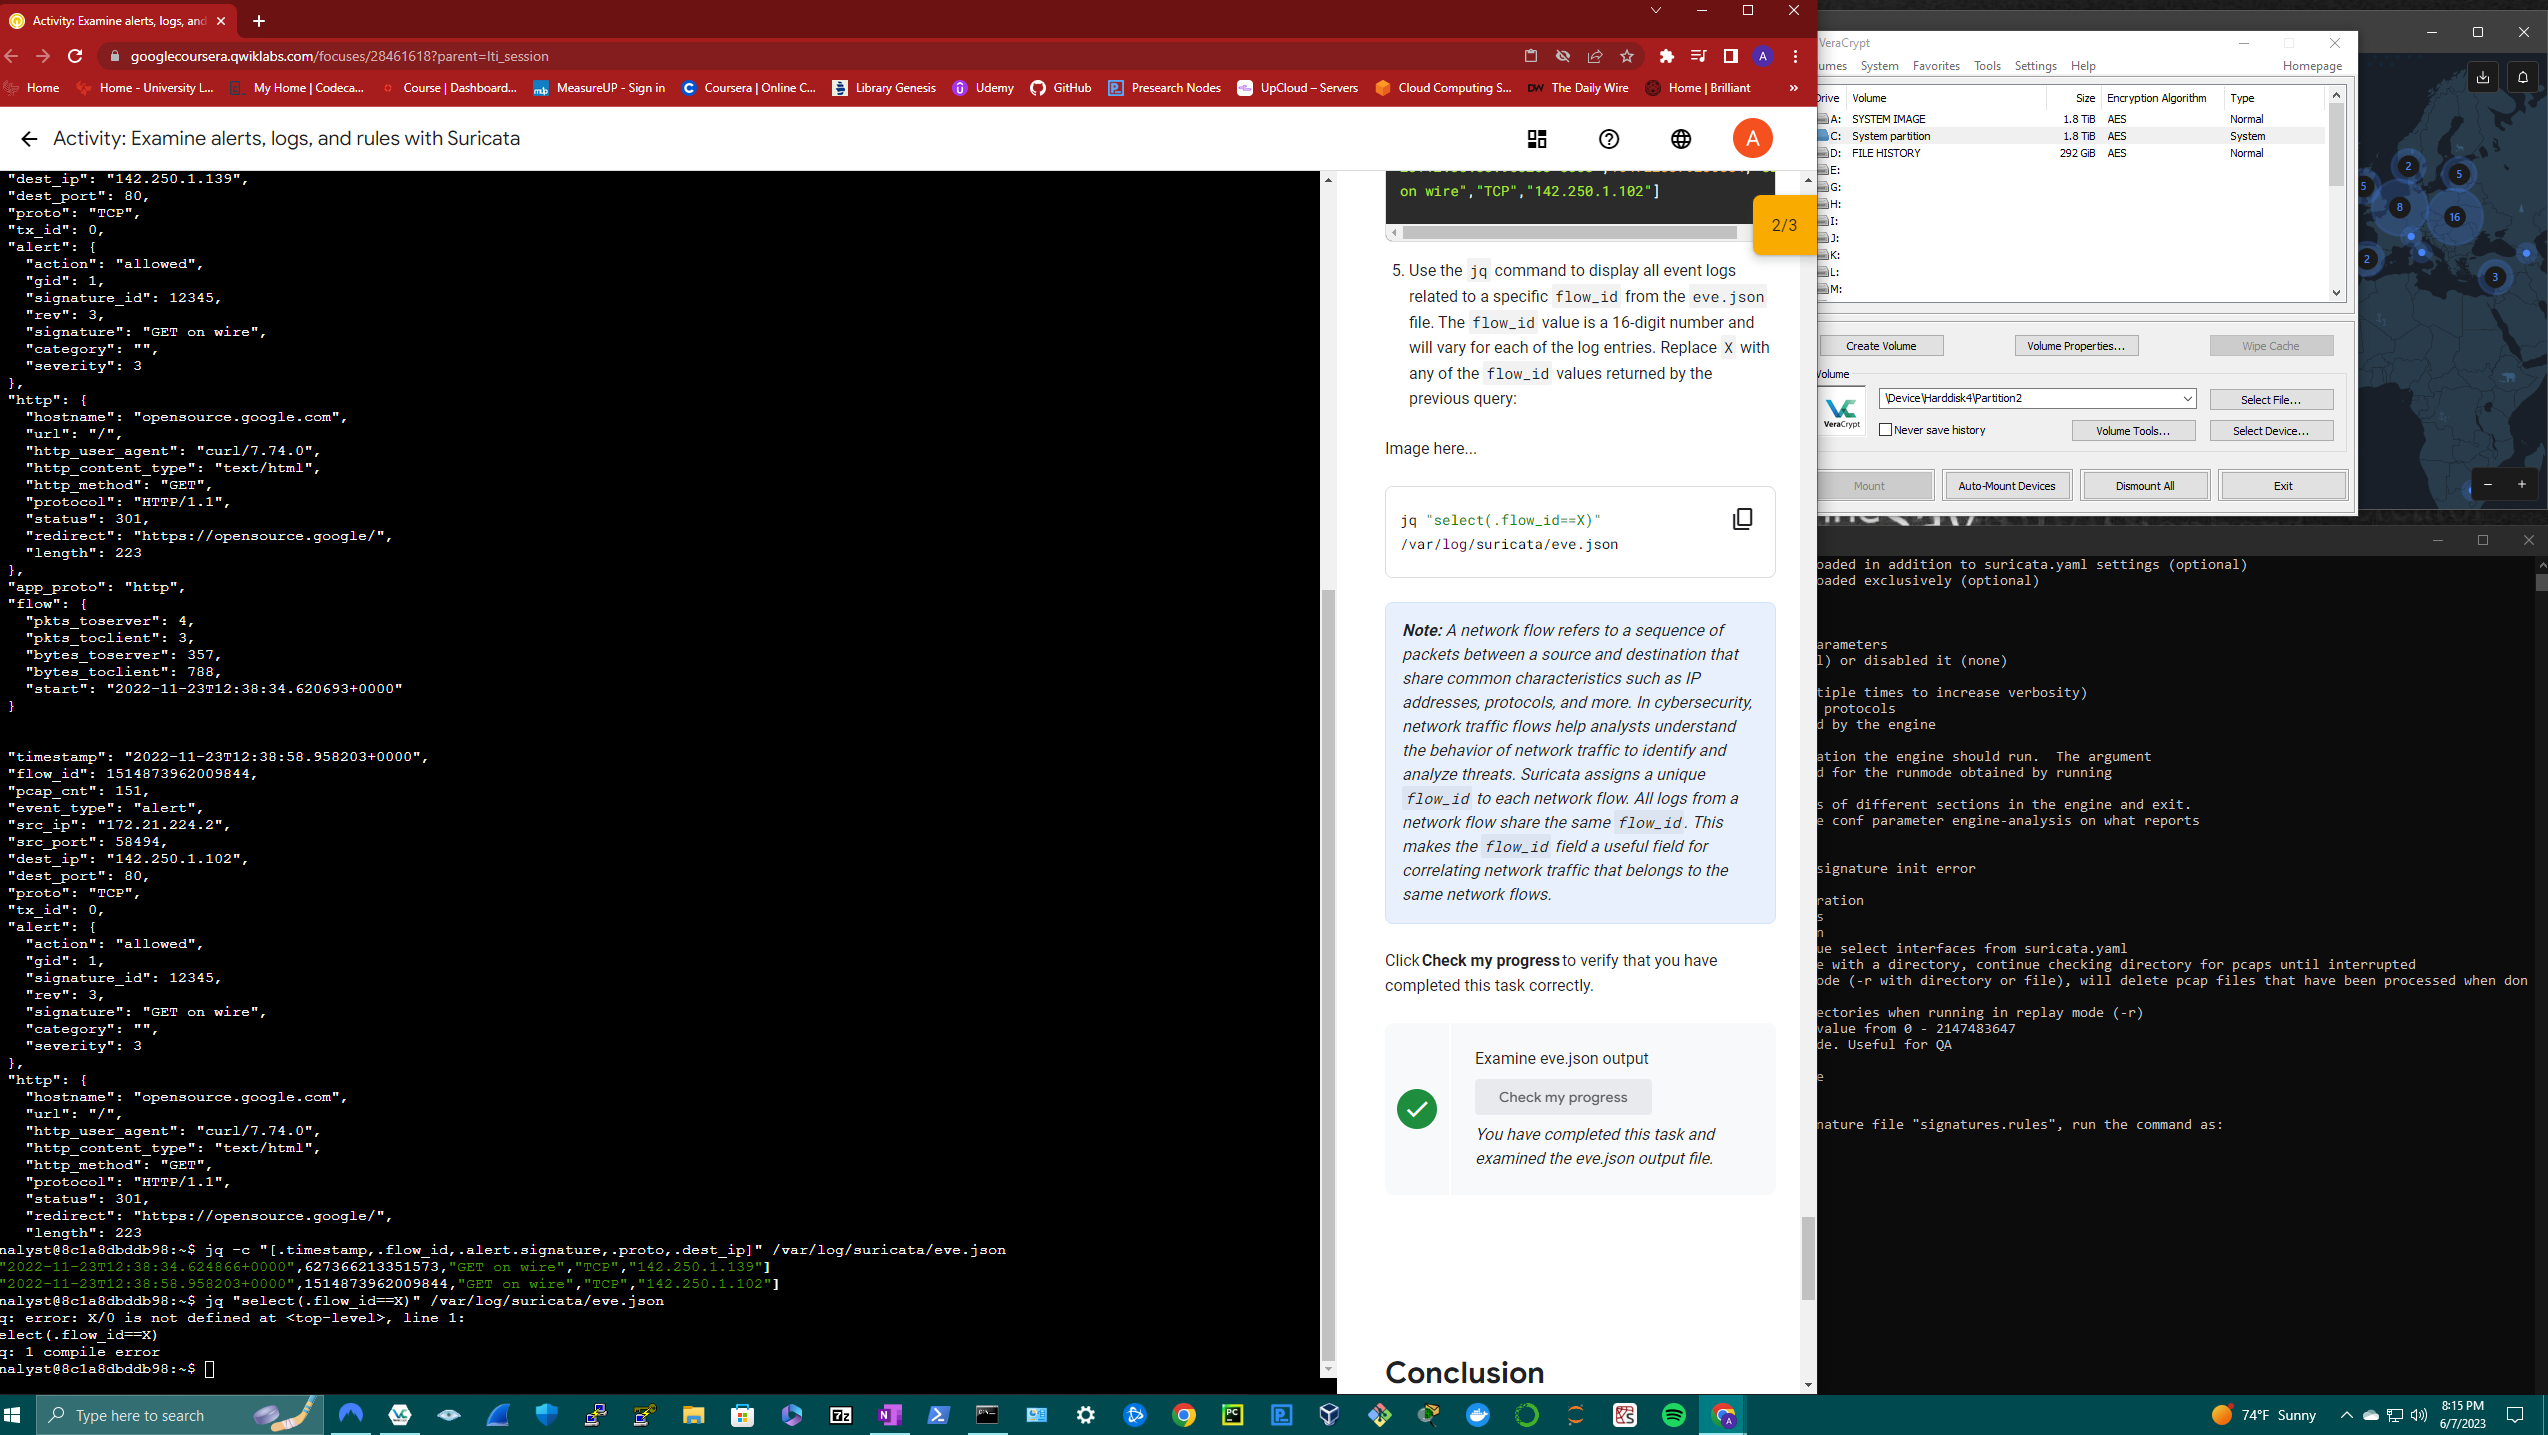 Activity: Examine alerts, logs, and
googlecoursera.qwiklabs.com/focuses/28461618?parent=lti_session
A
Home
Home - University L...
My Home | Codeca...
Course | Dashboard...
MeasureUP - Sign in
Coursera | Online C...
Library Genesis
Udemy
GitHub
Presearch Nodes
UpCloud – Servers
Cloud Computing S...
DW The Daily Wire
Home | Brilliant
»
Activity: Examine alerts, logs, and rules with Suricata
A
"dest_ip": "142.250.1.139",
"dest_port": 80,
"proto": "TCP",
"tx_id": 0,
"alert": {
"action": "allowed",
"gid": 1,
"signature_id": 12345,
"rev": 3,
"signature": "GET on wire",
"category": "",
"severity": 3
},
"http": {
"hostname": "opensource.google.com",
"url": "/",
"http_user_agent": "curl/7.74.0",
"http_content_type": "text/html",
"http_method": "GET",
"protocol": "HTTP/1.1",
"status": 301,
"redirect": "https://opensource.google/",
"length": 223
},
"app_proto": "http",
"flow": {
"pkts_toserver": 4,
"pkts_toclient": 3,
"bytes_toserver": 357,
"bytes_toclient": 788,
"start": "2022-11-23T12:38:34.620693+0000"
}
"timestamp": "2022-11-23T12:38:58.958203+0000",
"flow_id": 1514873962009844,
"pcap_cnt": 151,
"event_type": "alert",
"src_ip": "172.21.224.2",
"src_port": 58494,
"dest_ip": "142.250.1.102",
"dest_port": 80,
"proto": "TCP",
"tx_id": 0,
"alert": {
"action": "allowed",
"gid": 1,
"signature_id": 12345,
"rev": 3,
"signature": "GET on wire",
"category": "",
"severity": 3
},
"http": {
"hostname": "opensource.google.com",
"url": "/",
"http_user_agent": "curl/7.74.0",
"http_content_type": "text/html",
"http_method": "GET",
"protocol": "HTTP/1.1",
"status": 301,
"redirect": "https://opensource.google/",
"length": 223
nalyst@8c1a8dbddb98:~$ jq -c "[.timestamp,.flow_id,.alert.signature,.proto,.dest_ip]" /var/log/suricata/eve.json
"2022-11-23T12:38:34.624866+0000",627366213351573,"GET on wire","TCP","142.250.1.139"]
"2022-11-23T12:38:58.958203+0000",1514873962009844,"GET on wire","TCP","142.250.1.102"]
nalyst@8c1a8dbddb98:~$ jq "select(.flow_id==X)" /var/log/suricata/eve.json
q: error: X/0 is not defined at <top-level>, line 1:
elect(.flow_id==X)
q: 1 compile error
nalyst@8c1a8dbddb98:~$
on wire","TCP","142.250.1.102"]
2/3
5. Use the jq command to display all event logs
related to a specific flow_id from the eve.json
file. The flow_id value is a 16-digit number and
will vary for each of the log entries. Replace X with
any of the flow_id values returned by the
previous query:
Image here...
jq "select(.flow_id==X)"
/var/log/suricata/eve.json
Note: A network flow refers to a sequence of
packets between a source and destination that
share common characteristics such as IP
addresses, protocols, and more. In cybersecurity,
network traffic flows help analysts understand
the behavior of network traffic to identify and
analyze threats. Suricata assigns a unique
flow_id to each network flow. All logs from a
network flow share the same flow_id. This
makes the flow_id field a useful field for
correlating network traffic that belongs to the
same network flows.
Click Check my progress to verify that you have
completed this task correctly.
Examine eve.json output
Check my progress
You have completed this task and
examined the eve.json output file.
Conclusion
VeraCrypt
umes System Favorites Tools Settings Help Homepage
Drive Volume Size Encryption Algorithm Type
A: SYSTEM IMAGE 1.8 TiB AES Normal
C: System partition 1.8 TiB AES System
D: FILE HISTORY 292 GiB AES Normal
E:
G:
H:
I:
J:
K:
L:
M:
Create Volume Volume Properties... Wipe Cache
Volume
\Device\Harddisk4\Partition2 Select File...
VeraCrypt
Never save history Volume Tools... Select Device...
Mount Auto-Mount Devices Dismount All Exit
2
5
5
8
16
2
3
oaded in addition to suricata.yaml settings (optional)
oaded exclusively (optional)
arameters
l) or disabled it (none)
tiple times to increase verbosity)
protocols
d by the engine
ation the engine should run. The argument
d for the runmode obtained by running
s of different sections in the engine and exit.
e conf parameter engine-analysis on what reports
signature init error
ration
s
n
ue select interfaces from suricata.yaml
e with a directory, continue checking directory for pcaps until interrupted
ode (-r with directory or file), will delete pcap files that have been processed when don
ectories when running in replay mode (-r)
value from 0 - 2147483647
de. Useful for QA
e
nature file "signatures.rules", run the command as:
Type here to search
74°F Sunny
8:15 PM
6/7/2023